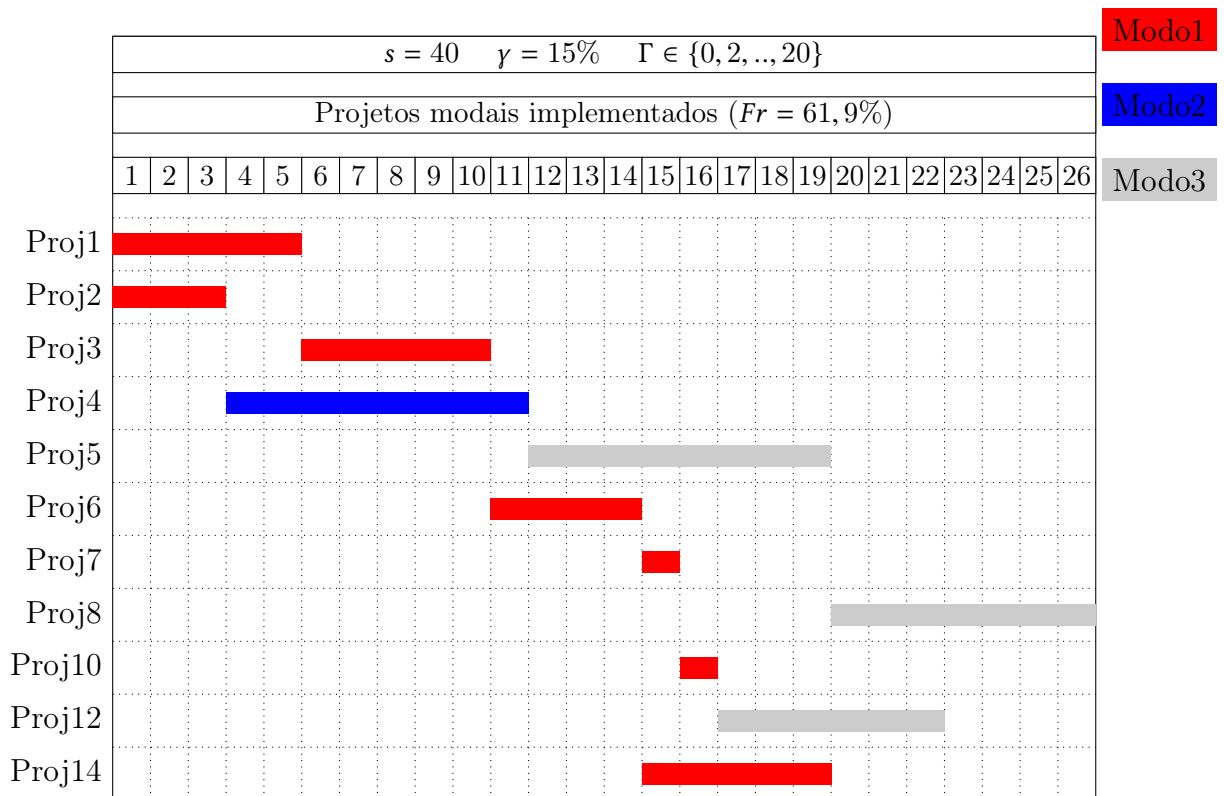 s = 40 γ = 15% Γ ∈ {0, 2, .., 20}
Projetos modais implementados (Fr = 61, 9%)
1 2 3 4 5 6 7 8 9 10 11 12 13 14 15 16 17 18 19 20 21 22 23 24 25 26
Proj1
Proj2
Proj3
Proj4
Proj5
Proj6
Proj7
Proj8
Proj10
Proj12
Proj14
Modo1
Modo2
Modo3